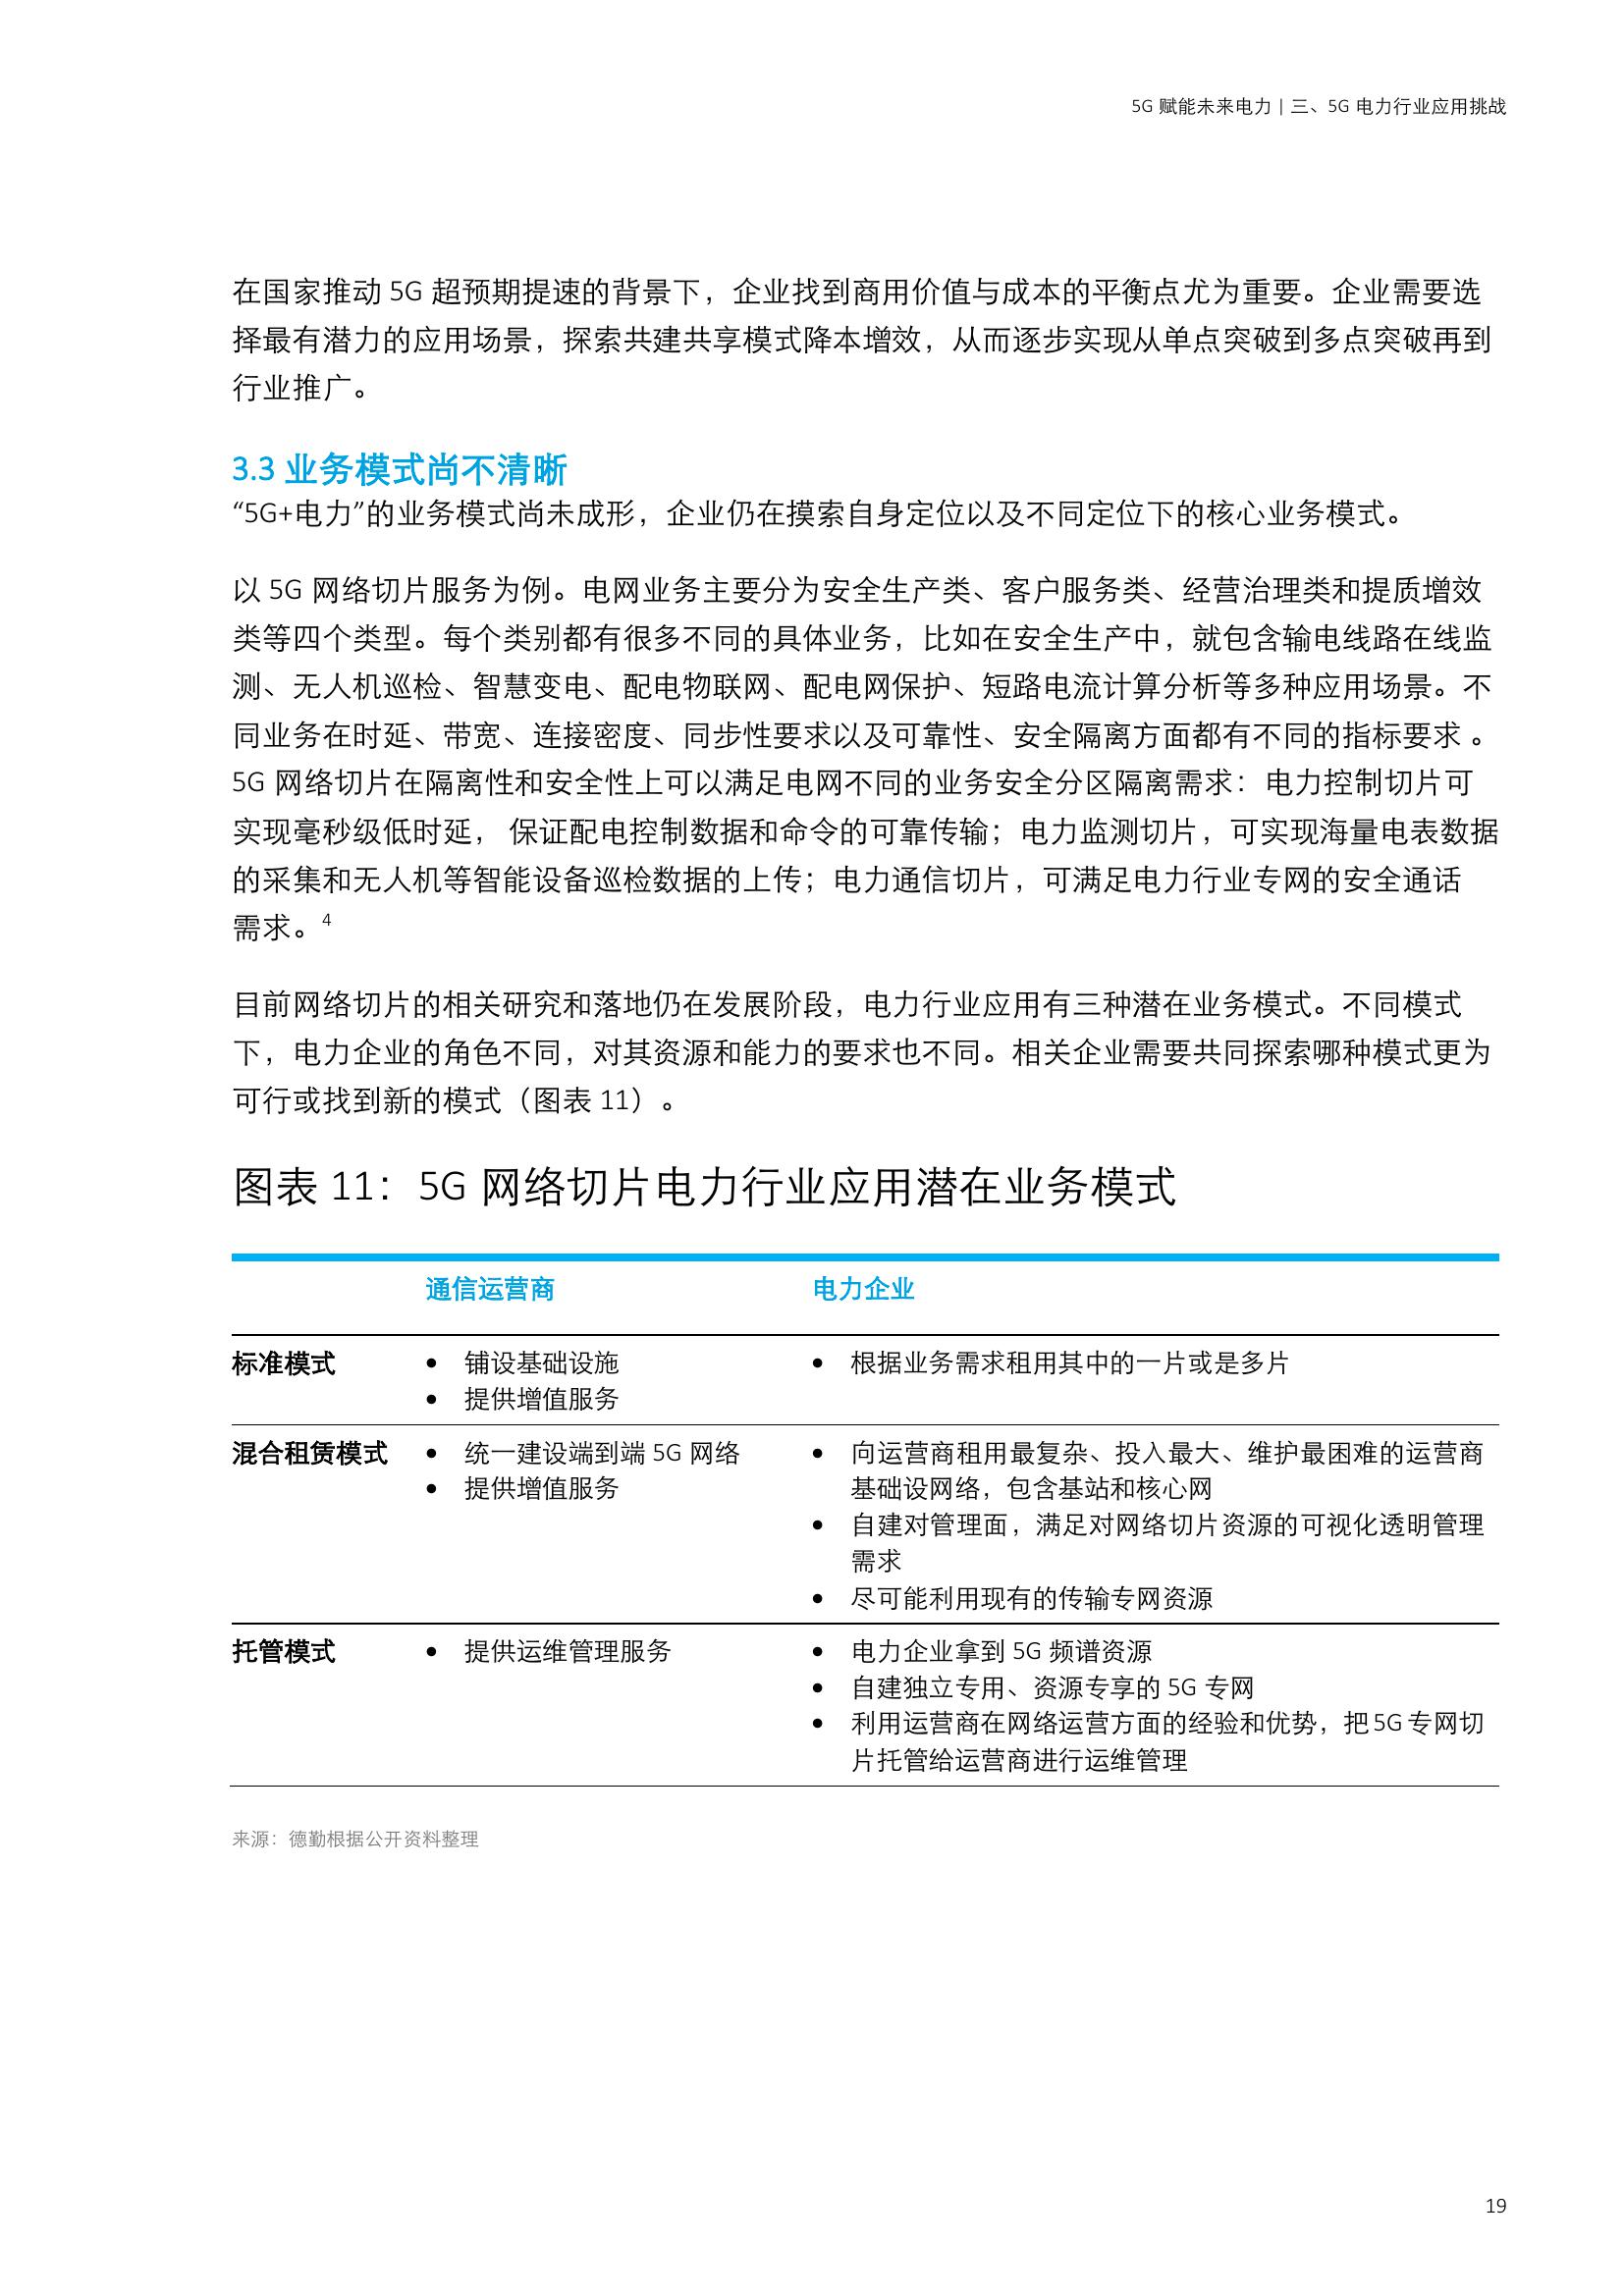 5G 赋能未来电力 | 三、5G 电力行业应用挑战
在国家推动 5G 超预期提速的背景下，企业找到商用价值与成本的平衡点尤为重要。企业需要选
择最有潜力的应用场景，探索共建共享模式降本增效，从而逐步实现从单点突破到多点突破再到
行业推广。
3.3 业务模式尚不清晰
“5G+电力”的业务模式尚未成形，企业仍在摸索自身定位以及不同定位下的核心业务模式。
以 5G 网络切片服务为例。电网业务主要分为安全生产类、客户服务类、经营治理类和提质增效
类等四个类型。每个类别都有很多不同的具体业务，比如在安全生产中，就包含输电线路在线监
测、无人机巡检、智慧变电、配电物联网、配电网保护、短路电流计算分析等多种应用场景。不
同业务在时延、带宽、连接密度、同步性要求以及可靠性、安全隔离方面都有不同的指标要求 。
5G 网络切片在隔离性和安全性上可以满足电网不同的业务安全分区隔离需求：电力控制切片可
实现毫秒级低时延， 保证配电控制数据和命令的可靠传输；电力监测切片，可实现海量电表数据
的采集和无人机等智能设备巡检数据的上传；电力通信切片，可满足电力行业专网的安全通话
需求。4
目前网络切片的相关研究和落地仍在发展阶段，电力行业应用有三种潜在业务模式。不同模式
下，电力企业的角色不同，对其资源和能力的要求也不同。相关企业需要共同探索哪种模式更为
可行或找到新的模式（图表 11）。
图表 11：5G 网络切片电力行业应用潜在业务模式
通信运营商 电力企业
标准模式 • 铺设基础设施 • 根据业务需求租用其中的一片或是多片
• 提供增值服务
混合租赁模式 • 统一建设端到端 5G 网络 • 向运营商租用最复杂、投入最大、维护最困难的运营商
• 提供增值服务 基础设网络，包含基站和核心网
• 自建对管理面，满足对网络切片资源的可视化透明管理
需求
• 尽可能利用现有的传输专网资源
托管模式 • 提供运维管理服务 • 电力企业拿到 5G 频谱资源
• 自建独立专用、资源专享的 5G 专网
• 利用运营商在网络运营方面的经验和优势，把 5G 专网切
片托管给运营商进行运维管理
来源：德勤根据公开资料整理
19